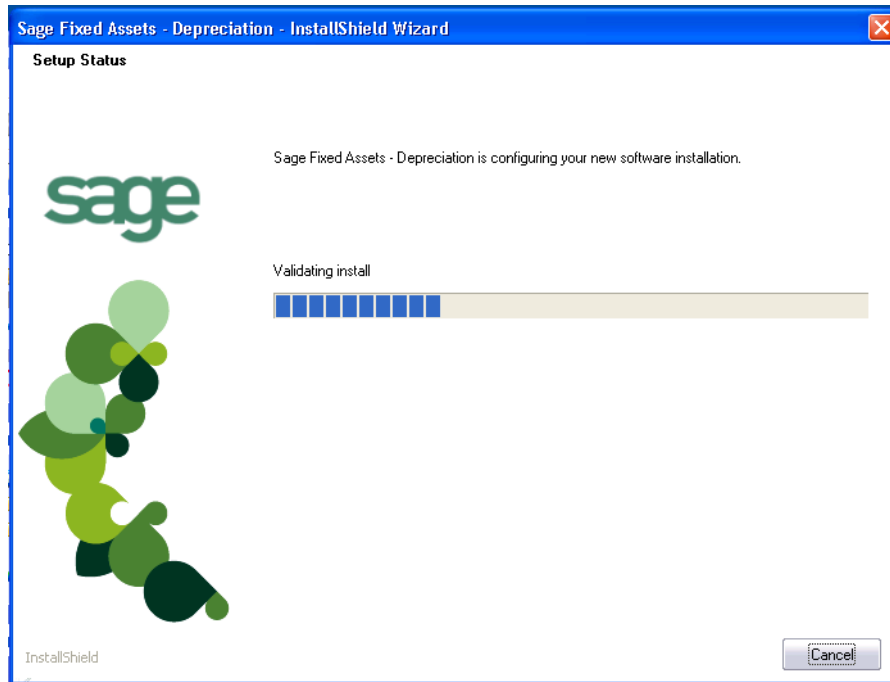 Sage Fixed Assets - Depreciation - InstallShield Wizard
Setup Status
Sage Fixed Assets - Depreciation is configuring your new software installation.
sage
Validating install
InstallShield
Cancel